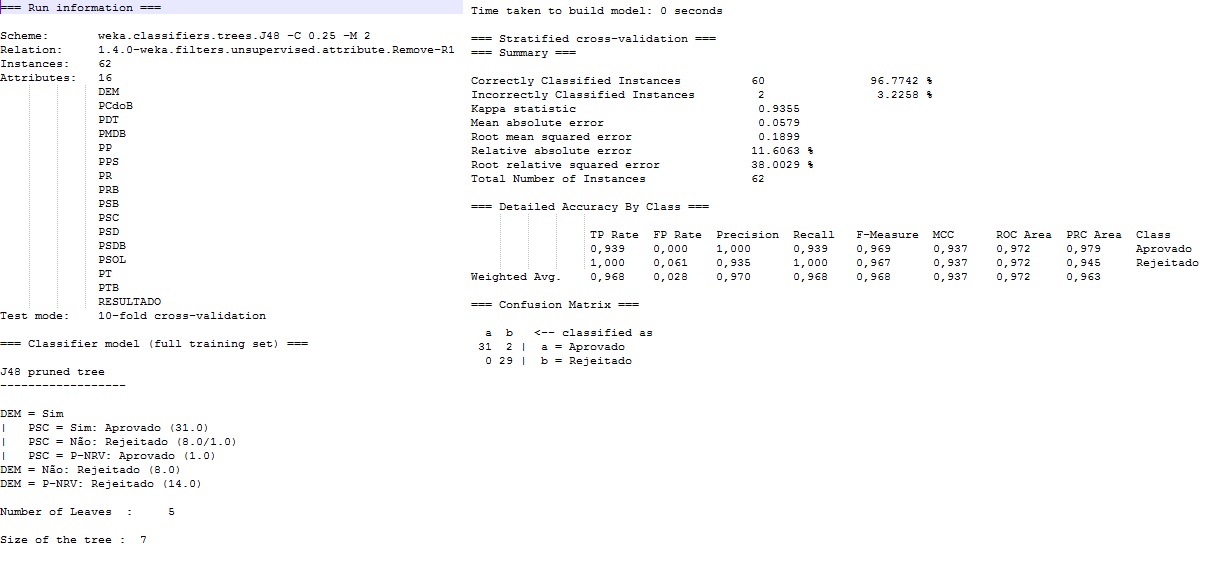 === Run information ===
Scheme: weka.classifiers.trees.J48 -C 0.25 -M 2
Relation: 1.4.0-weka.filters.unsupervised.attribute.Remove-R1
Instances: 62
Attributes: 16
DEM
PCdoB
PDT
PMDB
PP
PPS
PR
PRB
PSB
PSC
PSD
PSDB
PSOL
PT
PTB
RESULTADO
Test mode: 10-fold cross-validation
=== Classifier model (full training set) ===
J48 pruned tree
------------------
DEM = Sim
|   PSC = Sim: Aprovado (31.0)
|   PSC = Não: Rejeitado (8.0/1.0)
|   PSC = P-NRV: Aprovado (1.0)
DEM = Não: Rejeitado (8.0)
DEM = P-NRV: Rejeitado (14.0)
Number of Leaves  : 5
Size of the tree : 7
Time taken to build model: 0 seconds
=== Stratified cross-validation ===
=== Summary ===
Correctly Classified Instances 60 96.7742 %
Incorrectly Classified Instances 2 3.2258 %
Kappa statistic 0.9355
Mean absolute error 0.0579
Root mean squared error 0.1899
Relative absolute error 11.6063 %
Root relative squared error 38.0029 %
Total Number of Instances 62
=== Detailed Accuracy By Class ===
TP Rate FP Rate Precision Recall F-Measure MCC ROC Area PRC Area Class
0,939 0,000 1,000 0,939 0,969 0,937 0,972 0,979 Aprovado
1,000 0,061 0,935 1,000 0,967 0,937 0,972 0,945 Rejeitado
Weighted Avg. 0,968 0,028 0,970 0,968 0,968 0,937 0,972 0,963
=== Confusion Matrix ===
a b <-- classified as
31 2 | a = Aprovado
0 29 | b = Rejeitado